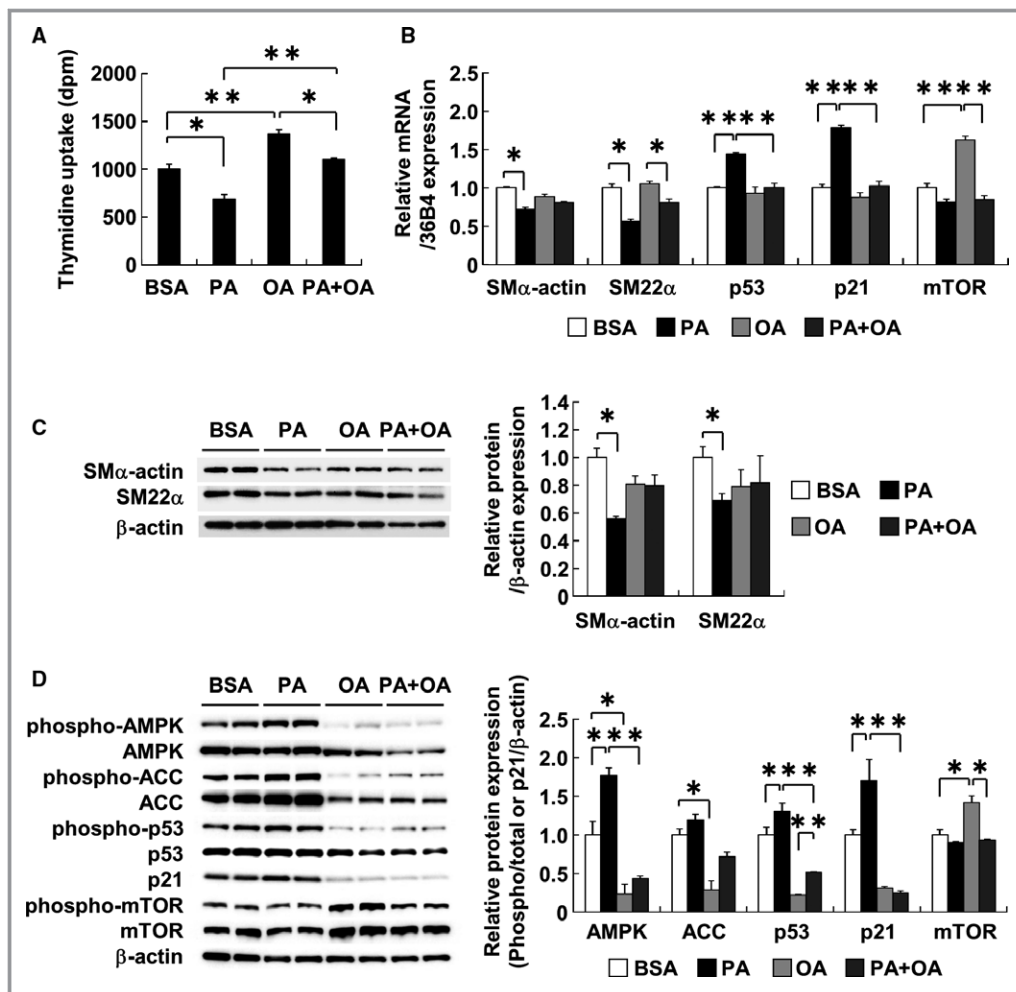 A
Thymidine uptake (dpm)
2000
1500
1000
500
0
BSA PA OA PA+OA
* ** * **
B
Relative mRNA
/36B4 expression
2.5
2.0
1.5
1.0
0.5
0
* * * **** **** ****
SMα-actin SM22α p53 p21 mTOR
BSA PA OA PA+OA
C
BSA PA OA PA+OA
SMα-actin
SM22α
β-actin
Relative protein
/β-actin expression
1.4
1.2
1.0
0.8
0.6
0.4
0.2
0
* *
SMα-actin SM22α
BSA PA
OA PA+OA
D
BSA PA OA PA+OA
phospho-AMPK
AMPK
phospho-ACC
ACC
phospho-p53
p53
p21
phospho-mTOR
mTOR
β-actin
Relative protein expression
(Phospho/total or p21/β-actin)
2.5
2.0
1.5
1.0
0.5
0
* *** * *** ** *** **
AMPK ACC p53 p21 mTOR
BSA PA OA PA+OA